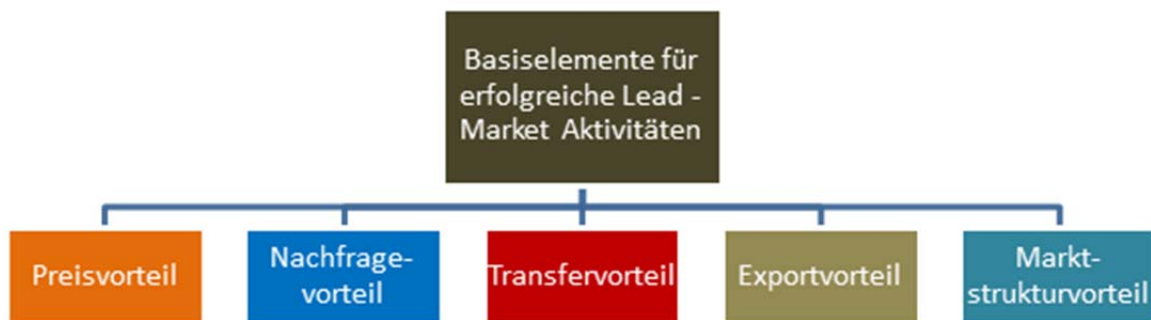 Basiselemente für
erfolgreiche Lead -
Market Aktivitäten
Preisvorteil
Nachfrage-
vorteil
Transfervorteil
Exportvorteil
Markt-
strukturvorteil